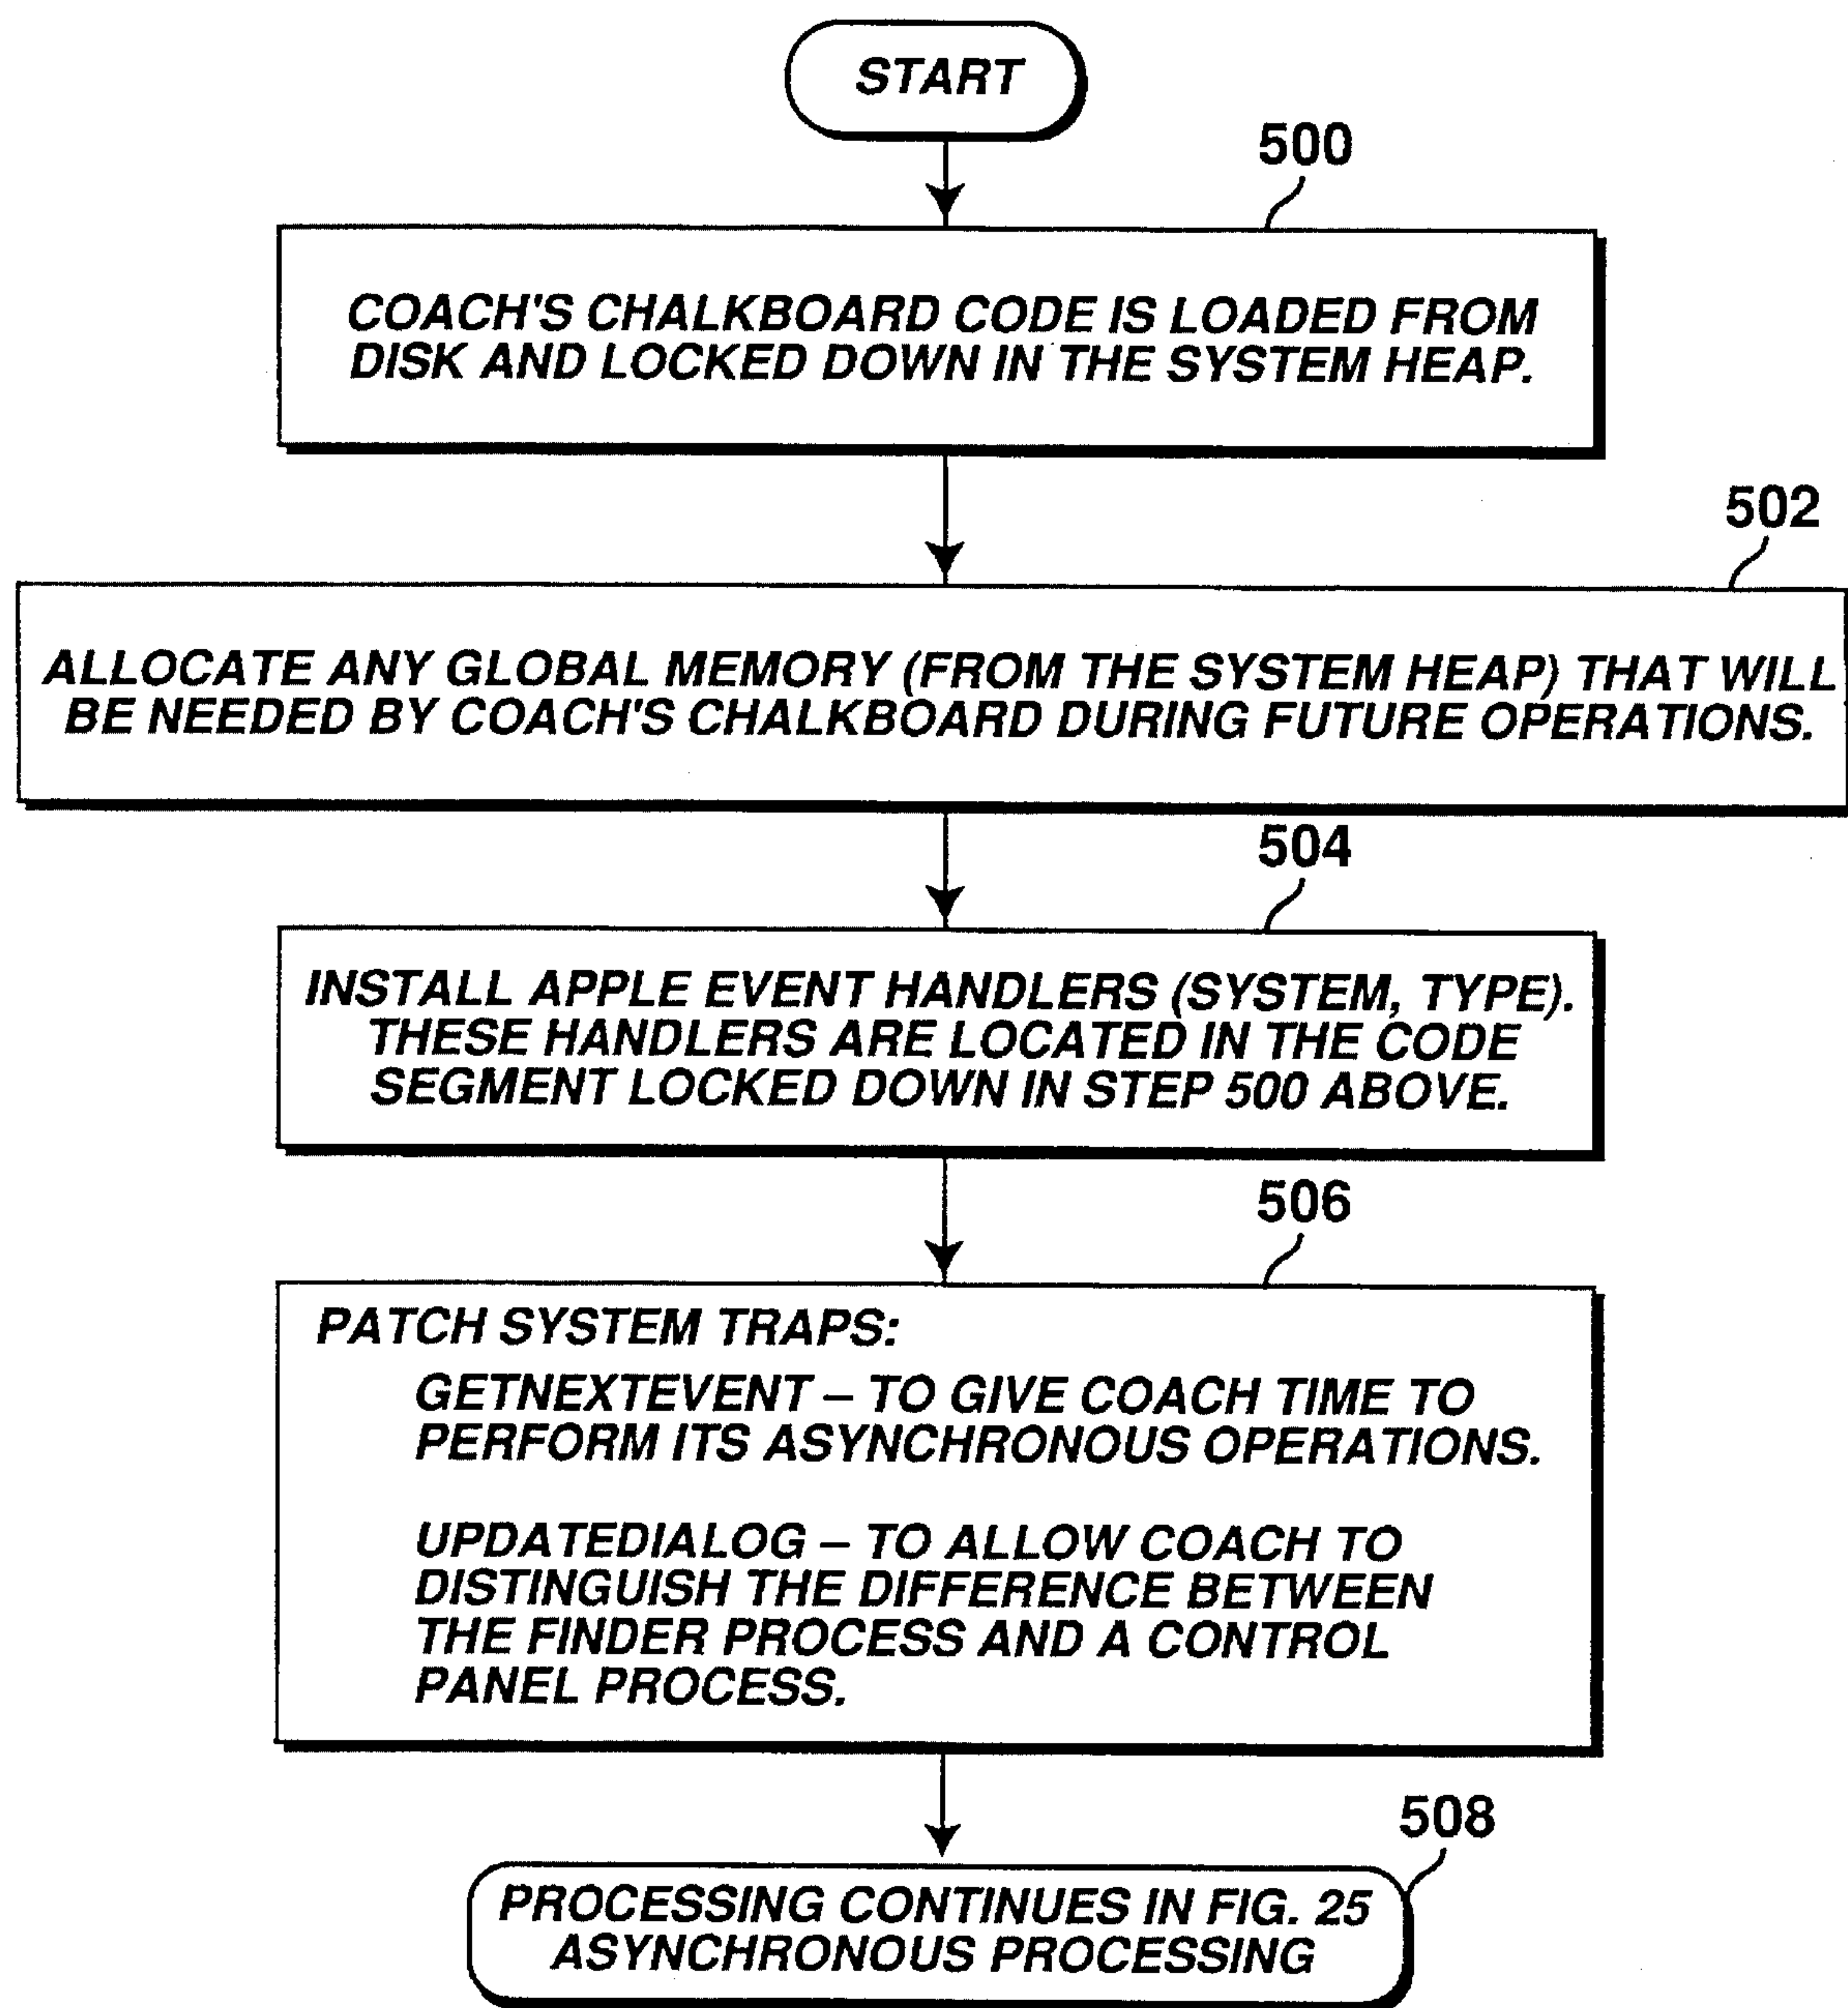 START
500
COACH'S CHALKBOARD CODE IS LOADED FROM
DISK AND LOCKED DOWN IN THE SYSTEM HEAP.
502
ALLOCATE ANY GLOBAL MEMORY (FROM THE SYSTEM HEAP) THAT WILL
BE NEEDED BY COACH'S CHALKBOARD DURING FUTURE OPERATIONS.
504
INSTALL APPLE EVENT HANDLERS (SYSTEM, TYPE).
THESE HANDLERS ARE LOCATED IN THE CODE
SEGMENT LOCKED DOWN IN STEP 500 ABOVE.
506
PATCH SYSTEM TRAPS:
GETNEXTEVENT – TO GIVE COACH TIME TO
PERFORM ITS ASYNCHRONOUS OPERATIONS.
UPDATEDIALOG – TO ALLOW COACH TO
DISTINGUISH THE DIFFERENCE BETWEEN
THE FINDER PROCESS AND A CONTROL
PANEL PROCESS.
508
PROCESSING CONTINUES IN FIG. 25
ASYNCHRONOUS PROCESSING